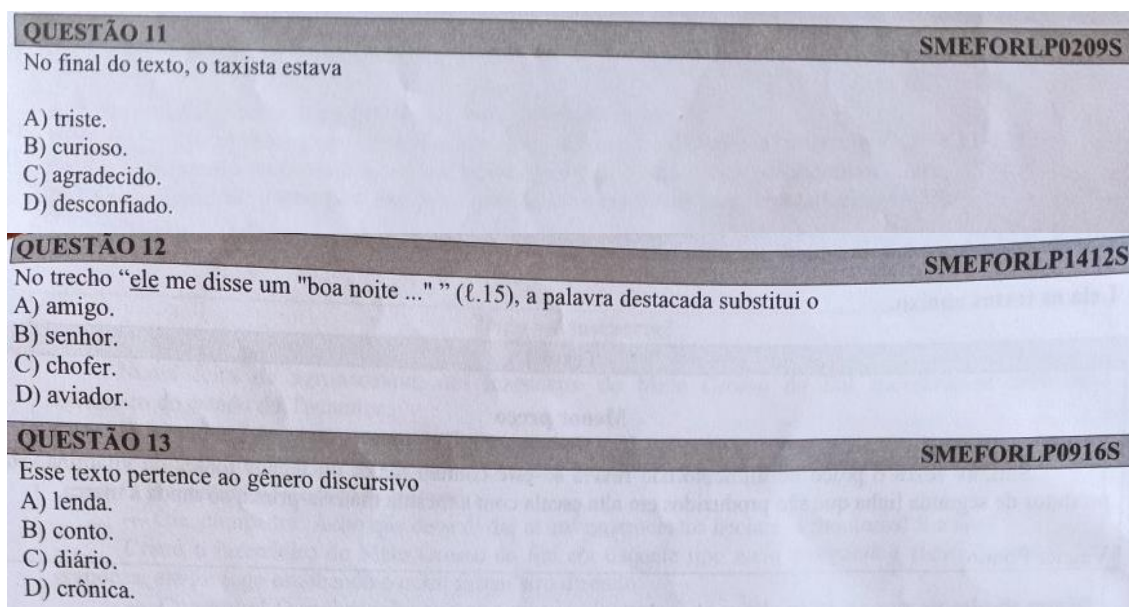 QUESTÃO 11
SMEFORLP0209S
No final do texto, o taxista estava
A) triste.
B) curioso.
C) agradecido.
D) desconfiado.
QUESTÃO 12
SMEFORLP1412S
No trecho “ele me disse um "boa noite ..." ” (ℓ.15), a palavra destacada substitui o
A) amigo.
B) senhor.
C) chofer.
D) aviador.
QUESTÃO 13
SMEFORLP0916S
Esse texto pertence ao gênero discursivo
A) lenda.
B) conto.
C) diário.
D) crônica.